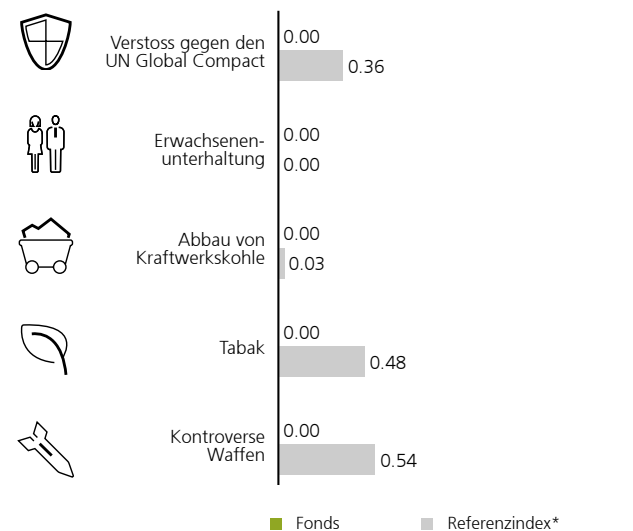 Verstoss gegen den
UN Global Compact
0.00
0.36
Erwachsenen-
unterhaltung
0.00
0.00
Abbau von
Kraftwerkskohle
0.00
0.03
Tabak
0.00
0.48
Kontroverse
Waffen
0.00
0.54
Fonds
Referenzindex*